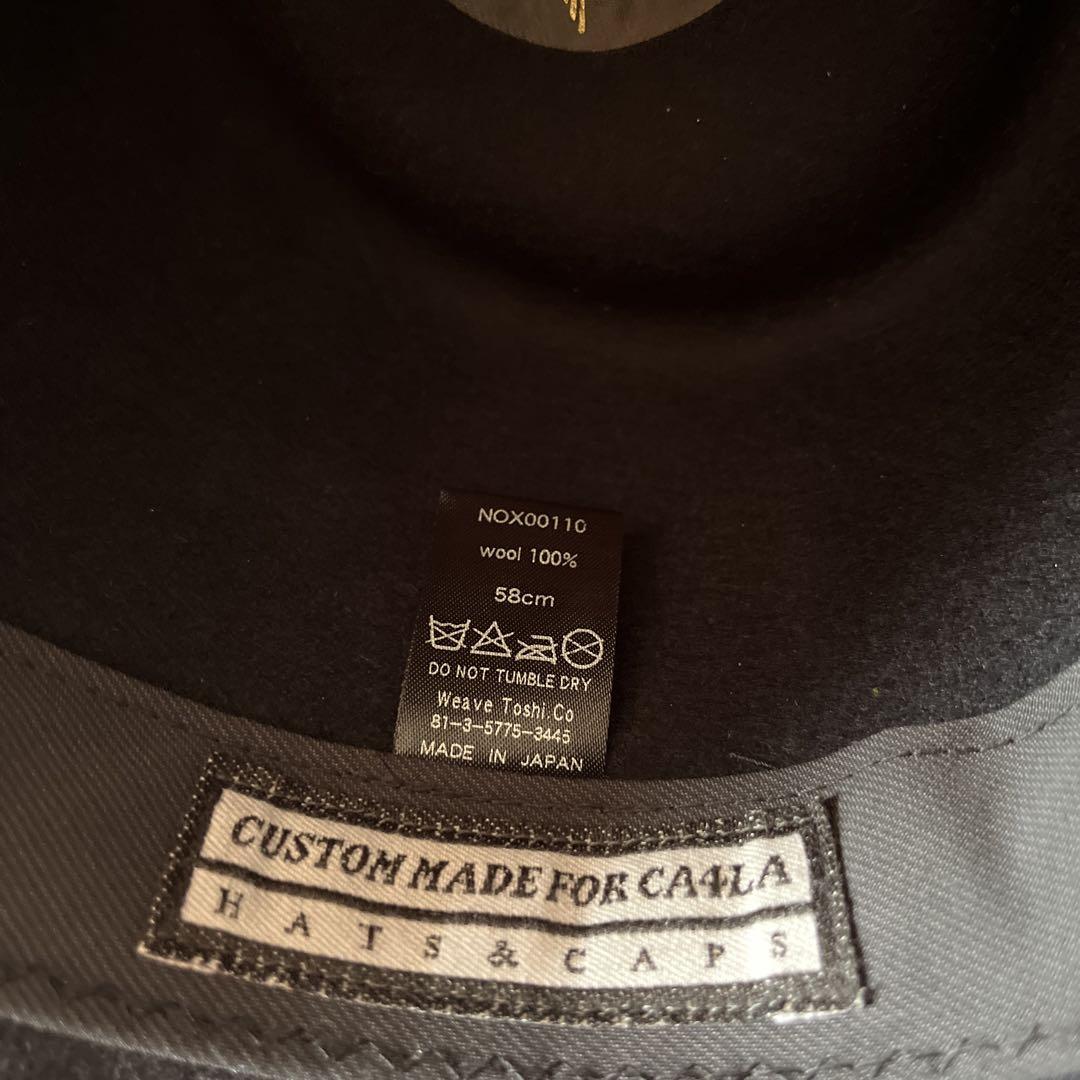 NOX00110
wool 100%
58cm
DO NOT TUMBLE DRY
Weave Toshi.Co
81-3-5775-3445
MADE IN JAPAN
CUSTOM MADE FOR CA4LA
HATS & CAPS